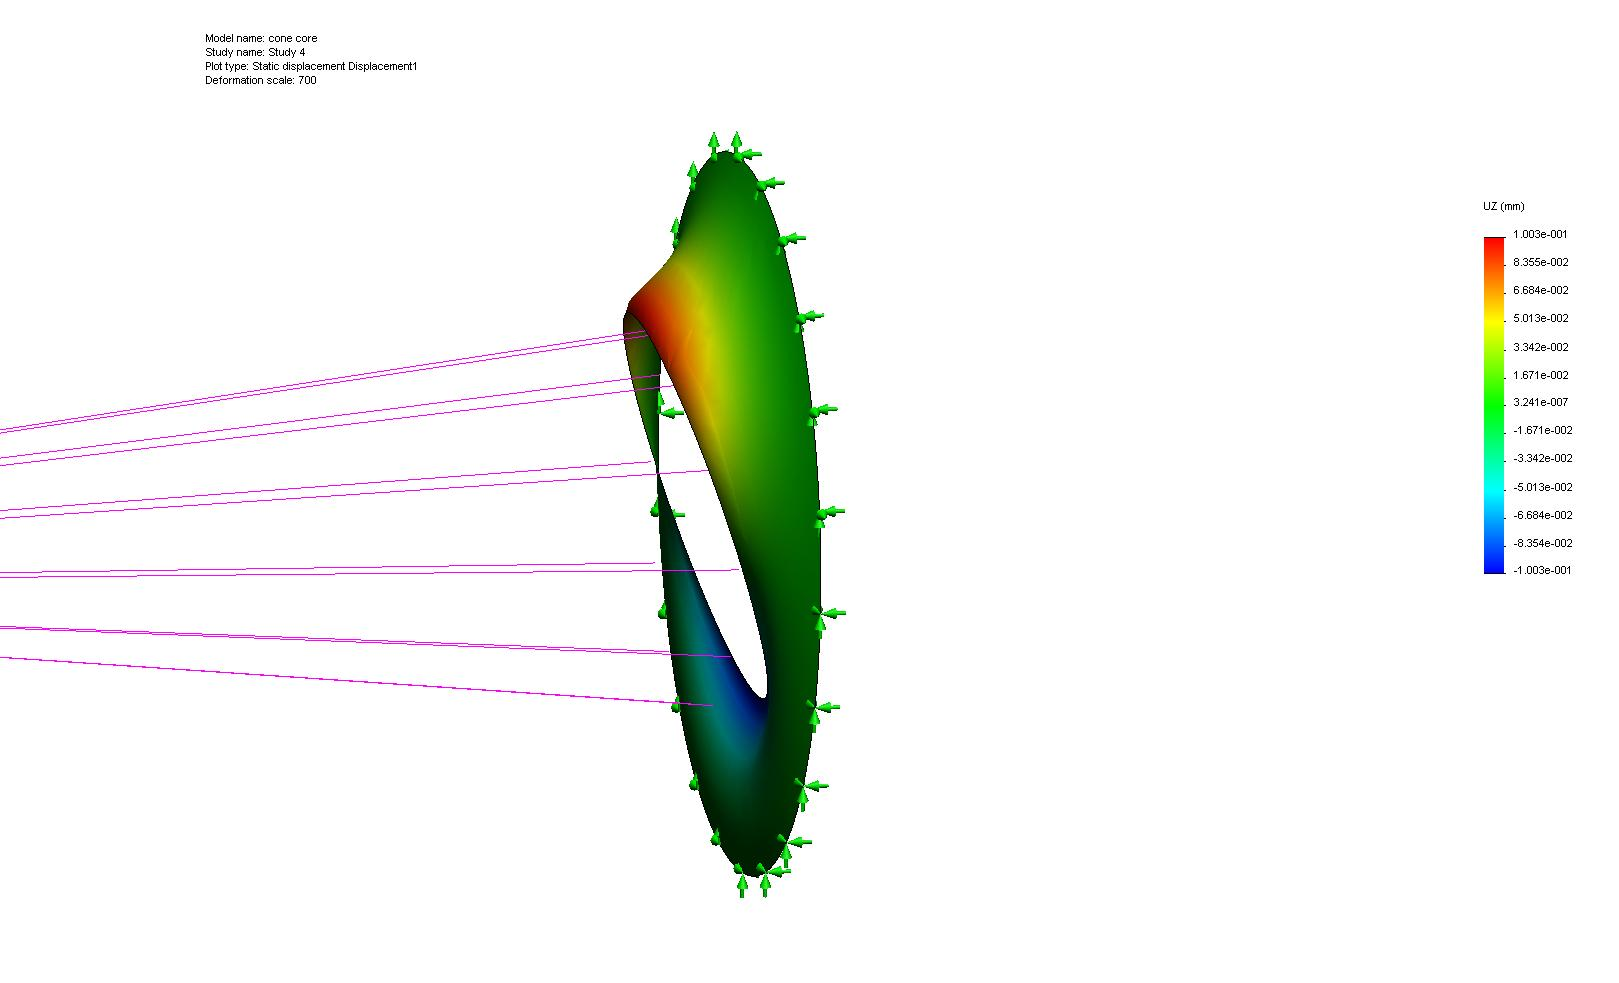 Model name: cone core
Study name: Study 4
Plot type: Static displacement Displacement1
Deformation scale: 700
UZ (mm)
1.003e-001
8.355e-002
6.684e-002
5.013e-002
3.342e-002
1.671e-002
3.241e-007
-1.671e-002
-3.342e-002
-5.013e-002
-6.684e-002
-8.354e-002
-1.003e-001